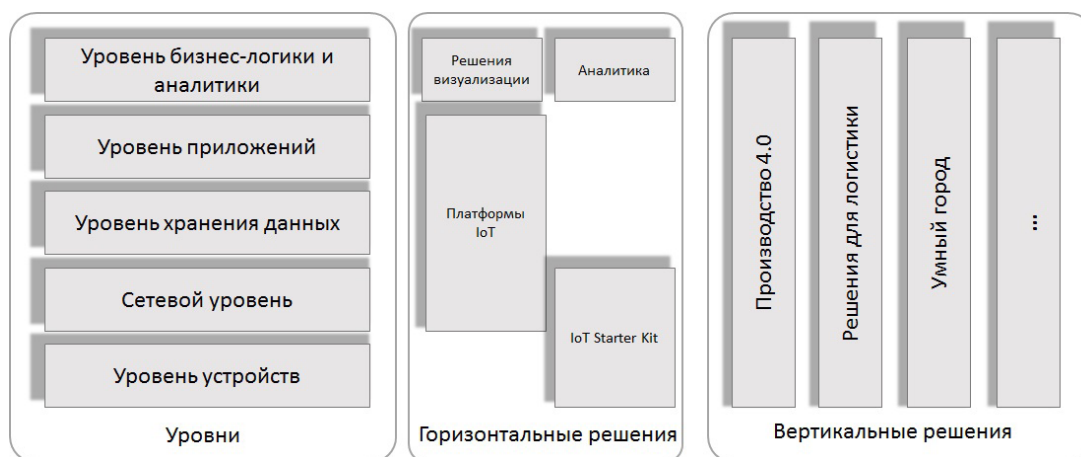 Уровень бизнес-логики и
аналитики
Уровень приложений
Уровень хранения данных
Сетевой уровень
Уровень устройств
Уровни
Решения
визуализации
Аналитика
Платформы
IoT
IoT Starter Kit
Горизонтальные решения
Производство 4.0
Решения для логистики
Умный город
...
Вертикальные решения